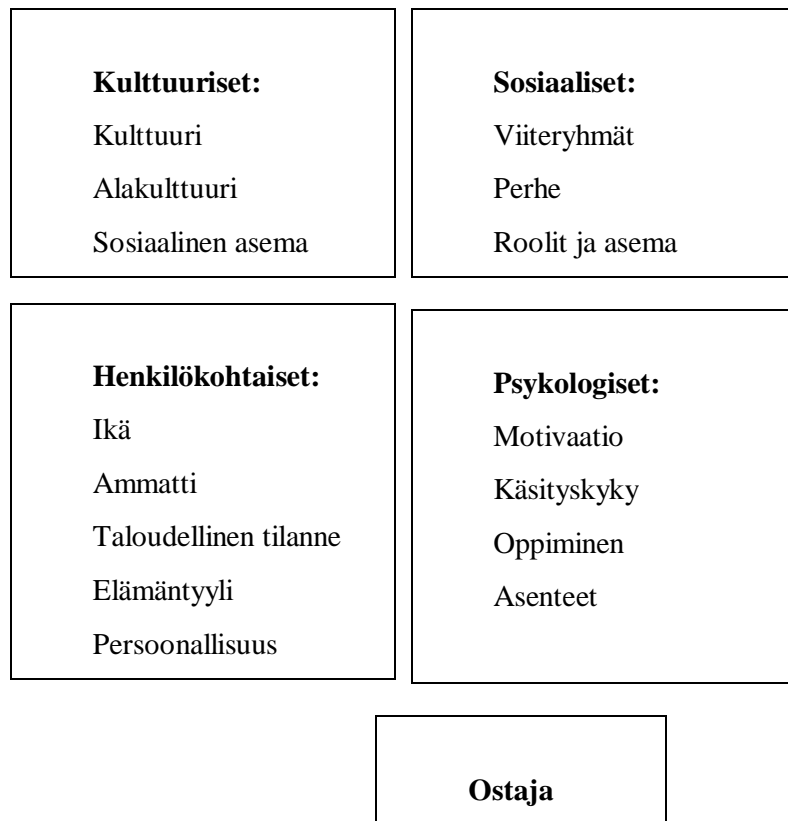 Kulttuuriset:
Kulttuuri
Alakulttuuri
Sosiaalinen asema
Sosiaaliset:
Viiteryhmät
Perhe
Roolit ja asema
Henkilökohtaiset:
Ikä
Ammatti
Taloudellinen tilanne
Elämäntyyli
Persoonallisuus
Psykologiset:
Motivaatio
Käsityskyky
Oppiminen
Asenteet
Ostaja